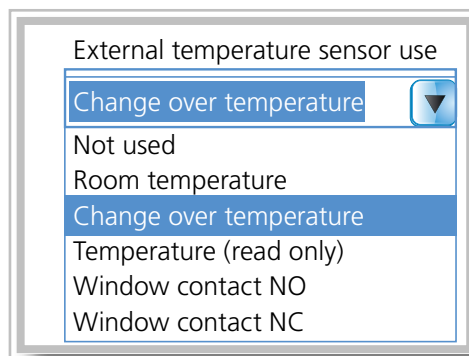 External temperature sensor use
Change over temperature
Not used
Room temperature
Change over temperature
Temperature (read only)
Window contact NO
Window contact NC